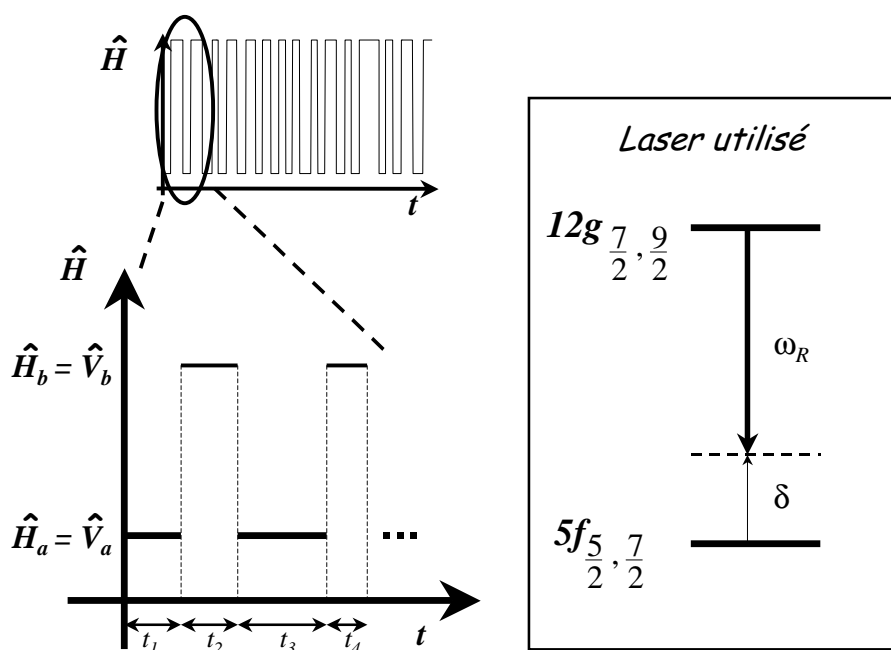 Ĥ
t
Ĥ
Ĥb = V̂b
Ĥa = V̂a
...
t1 t2 t3 t4 t
Laser utilisé
12g 7/2 , 9/2
ωR
δ
5f 5/2 , 7/2